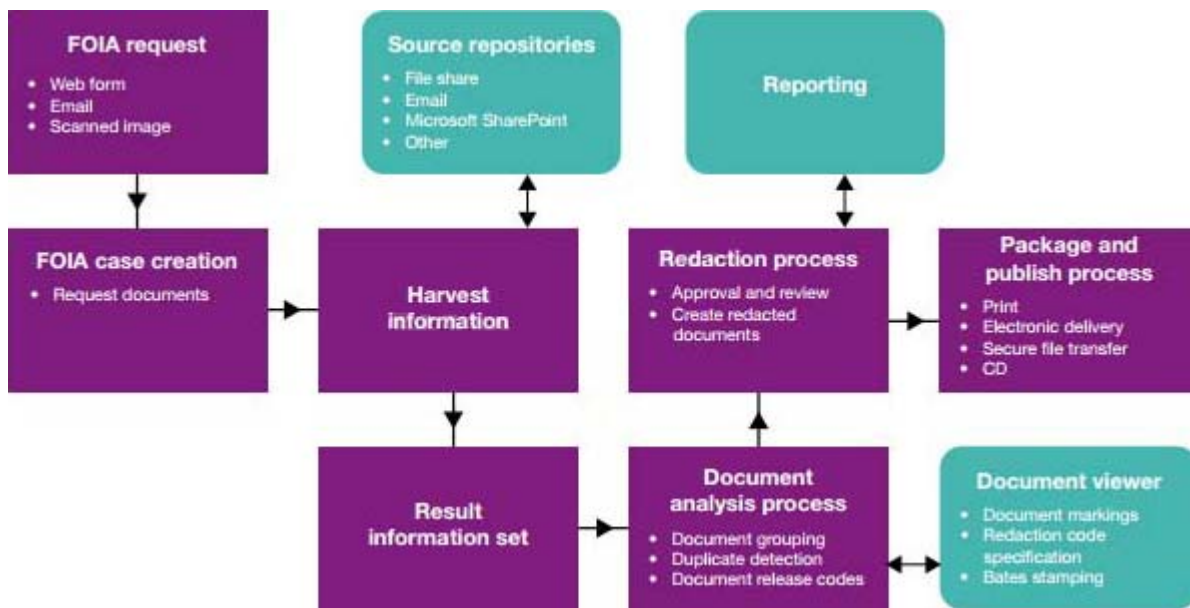 FOIA request
• Web form
• Email
• Scanned image
Source repositories
• File share
• Email
• Microsoft SharePoint
• Other
Reporting
FOIA case creation
• Request documents
Harvest
information
Redaction process
• Approval and review
• Create redacted
documents
Package and
publish process
• Print
• Electronic delivery
• Secure file transfer
• CD
Result
information set
Document
analysis process
• Document grouping
• Duplicate detection
• Document release codes
Document viewer
• Document markings
• Redaction code
specification
• Bates stamping